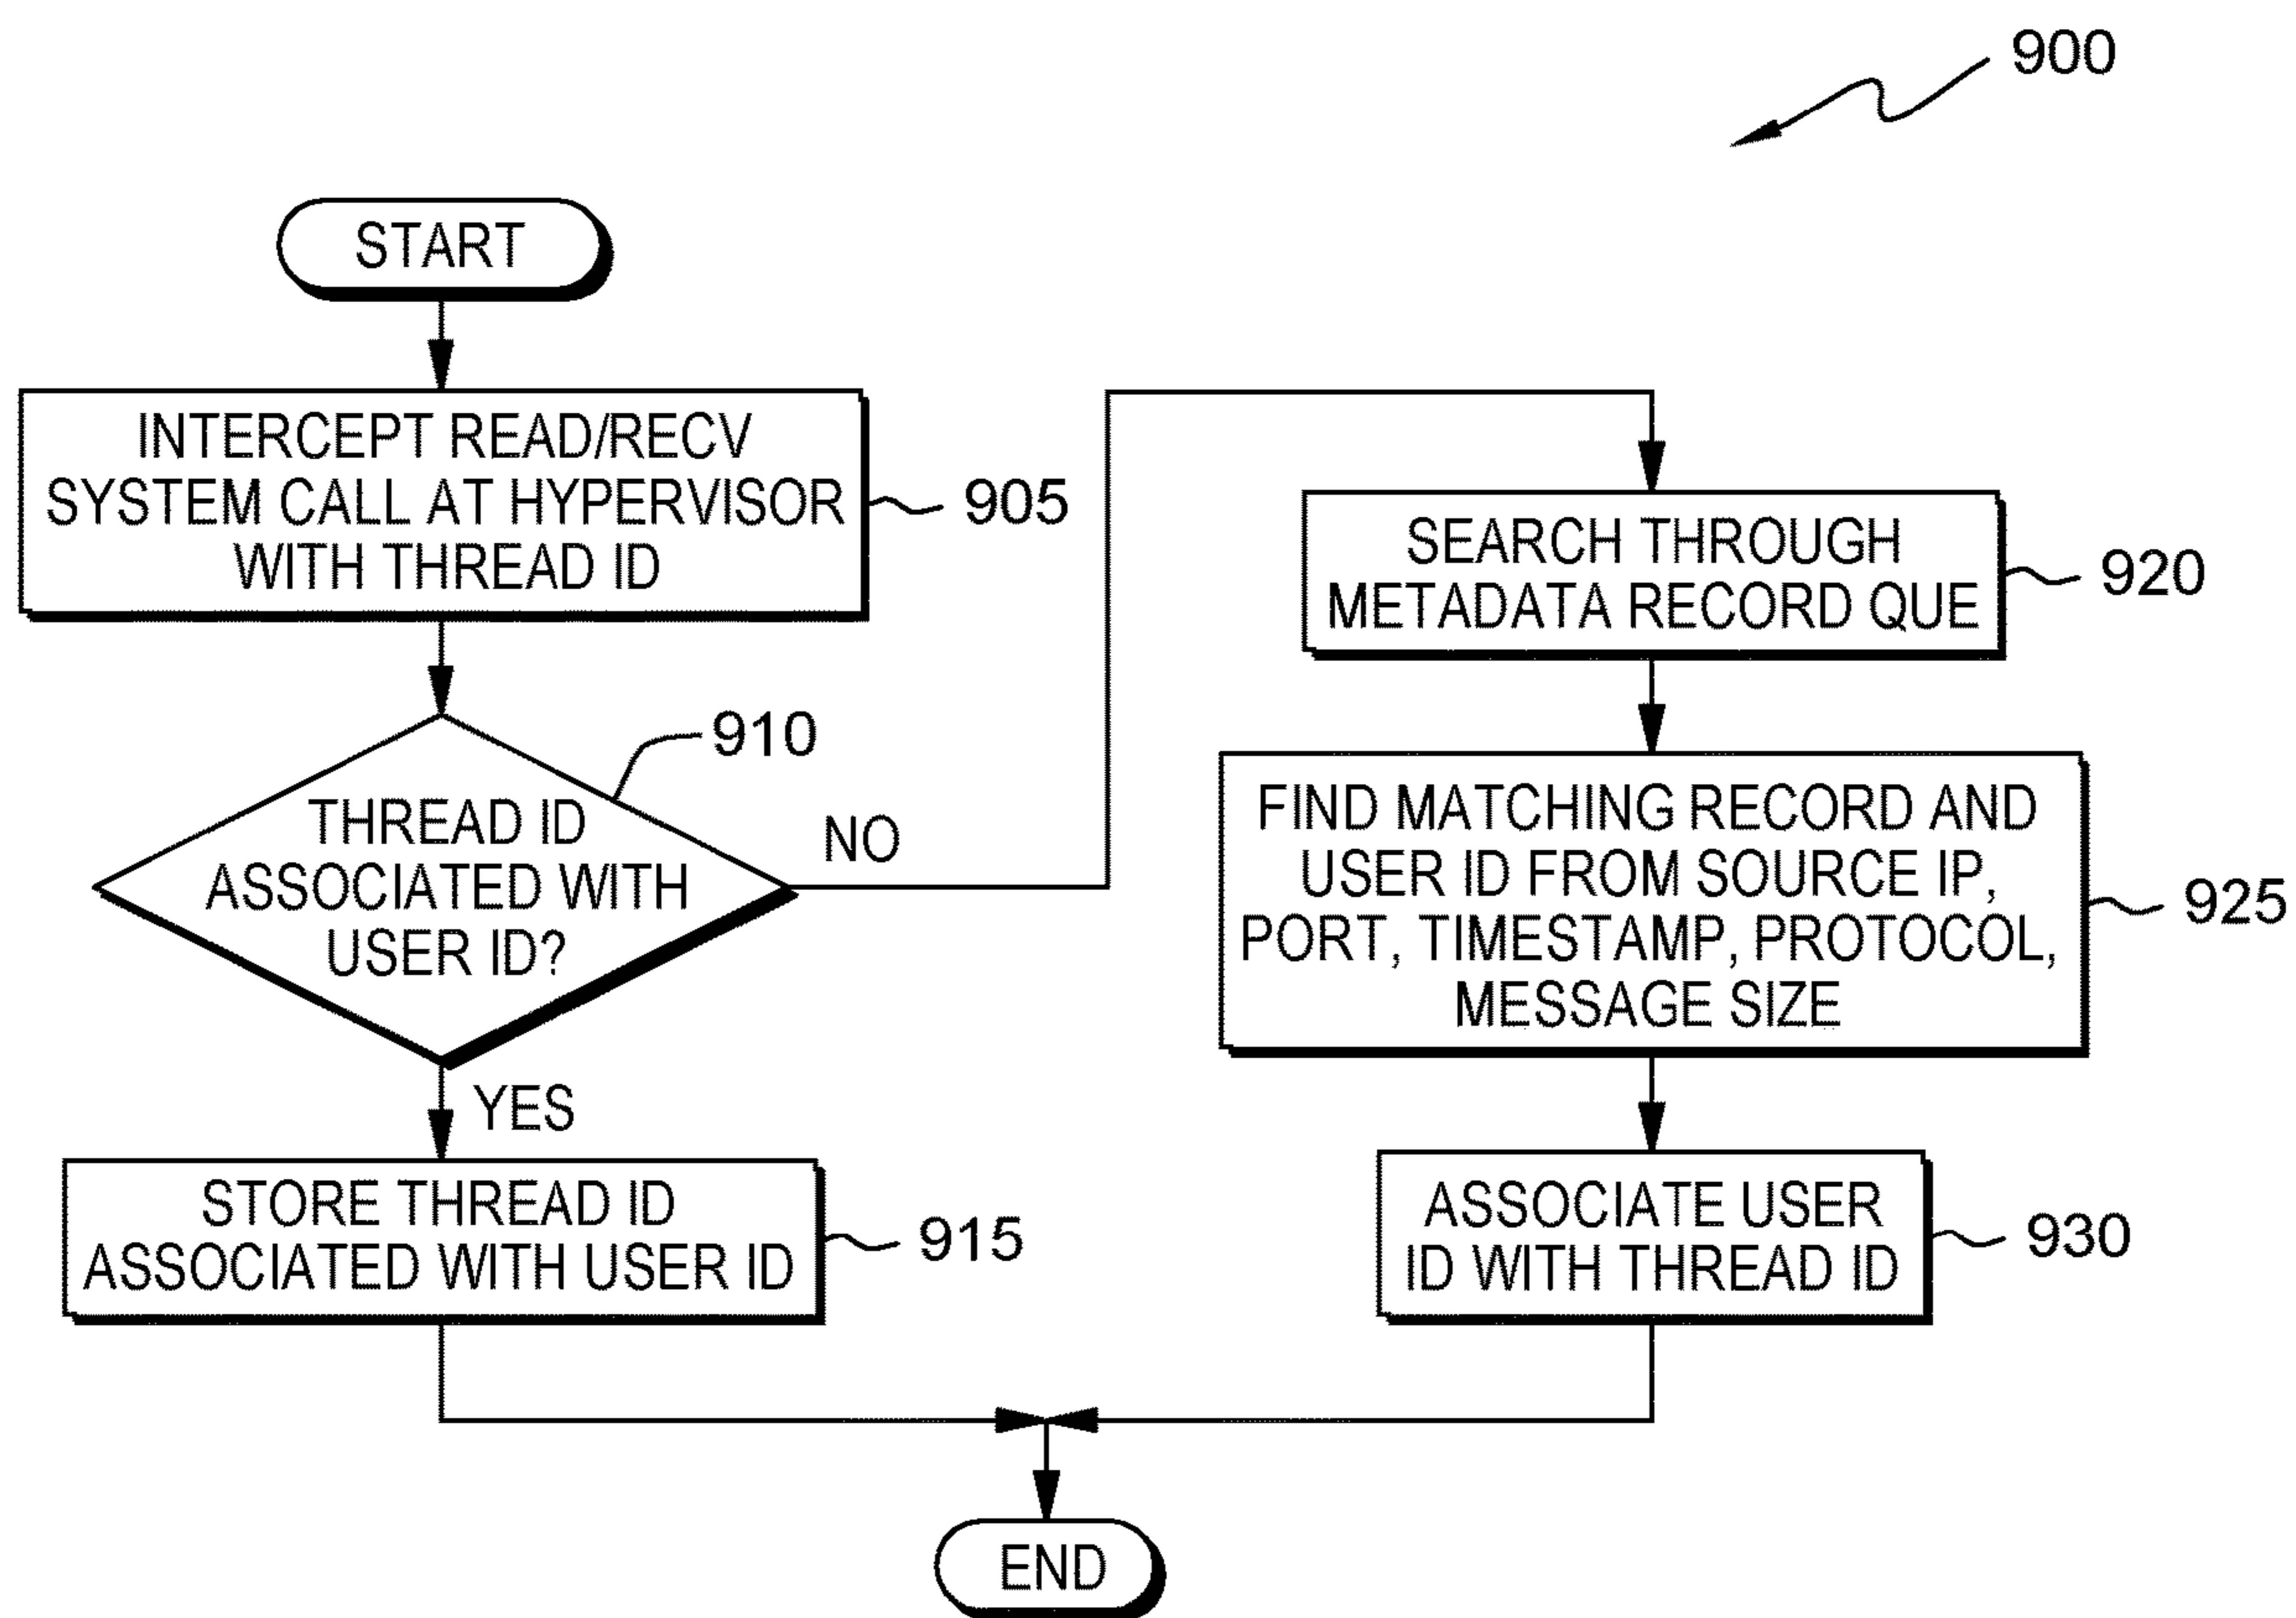 900
START
INTERCEPT READ/RECV
SYSTEM CALL AT HYPERVISOR
WITH THREAD ID
905
910
THREAD ID
ASSOCIATED WITH
USER ID?
NO
YES
STORE THREAD ID
ASSOCIATED WITH USER ID
915
SEARCH THROUGH
METADATA RECORD QUE
920
FIND MATCHING RECORD AND
USER ID FROM SOURCE IP,
PORT, TIMESTAMP, PROTOCOL,
MESSAGE SIZE
925
ASSOCIATE USER
ID WITH THREAD ID
930
END